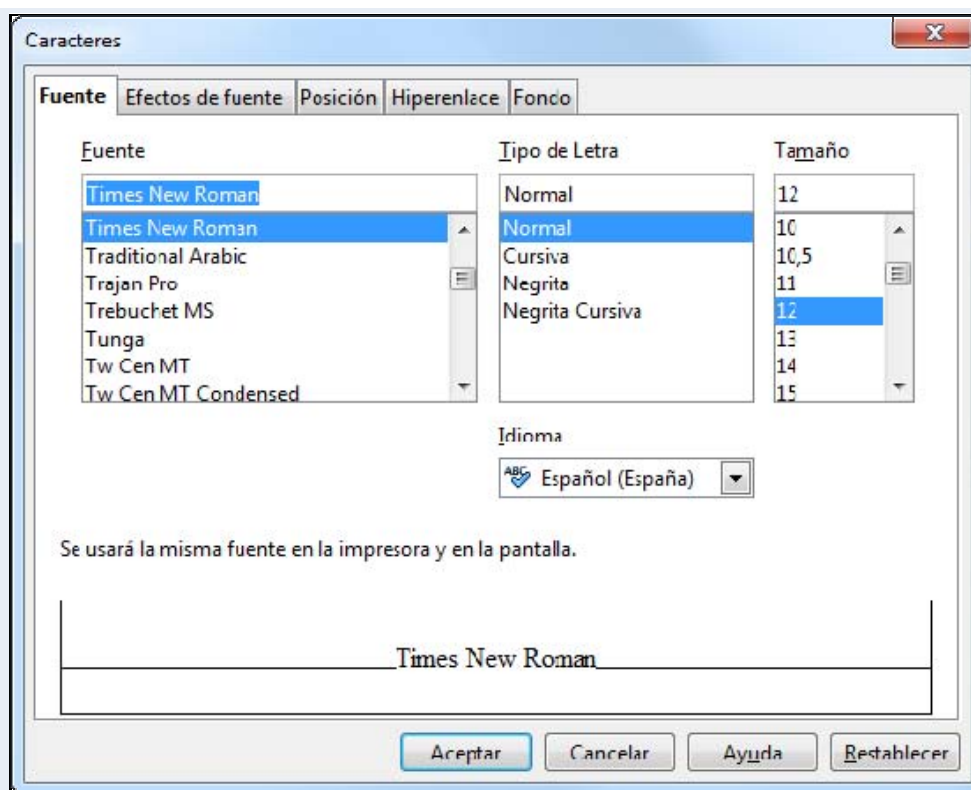 Caracteres
Fuente Efectos de fuente Posición Hiperenlace Fondo
Fuente Tipo de Letra Tamaño
Times New Roman Normal 12
Times New Roman Normal 10
Traditional Arabic Cursiva 10,5
Trajan Pro Negrita 11
Trebuchet MS Negrita Cursiva 12
Tunga 13
Tw Cen MT 14
Tw Cen MT Condensed 15
Idioma
ABC Español (España)
Se usará la misma fuente en la impresora y en la pantalla.
Times New Roman
Aceptar Cancelar Ayuda Restablecer